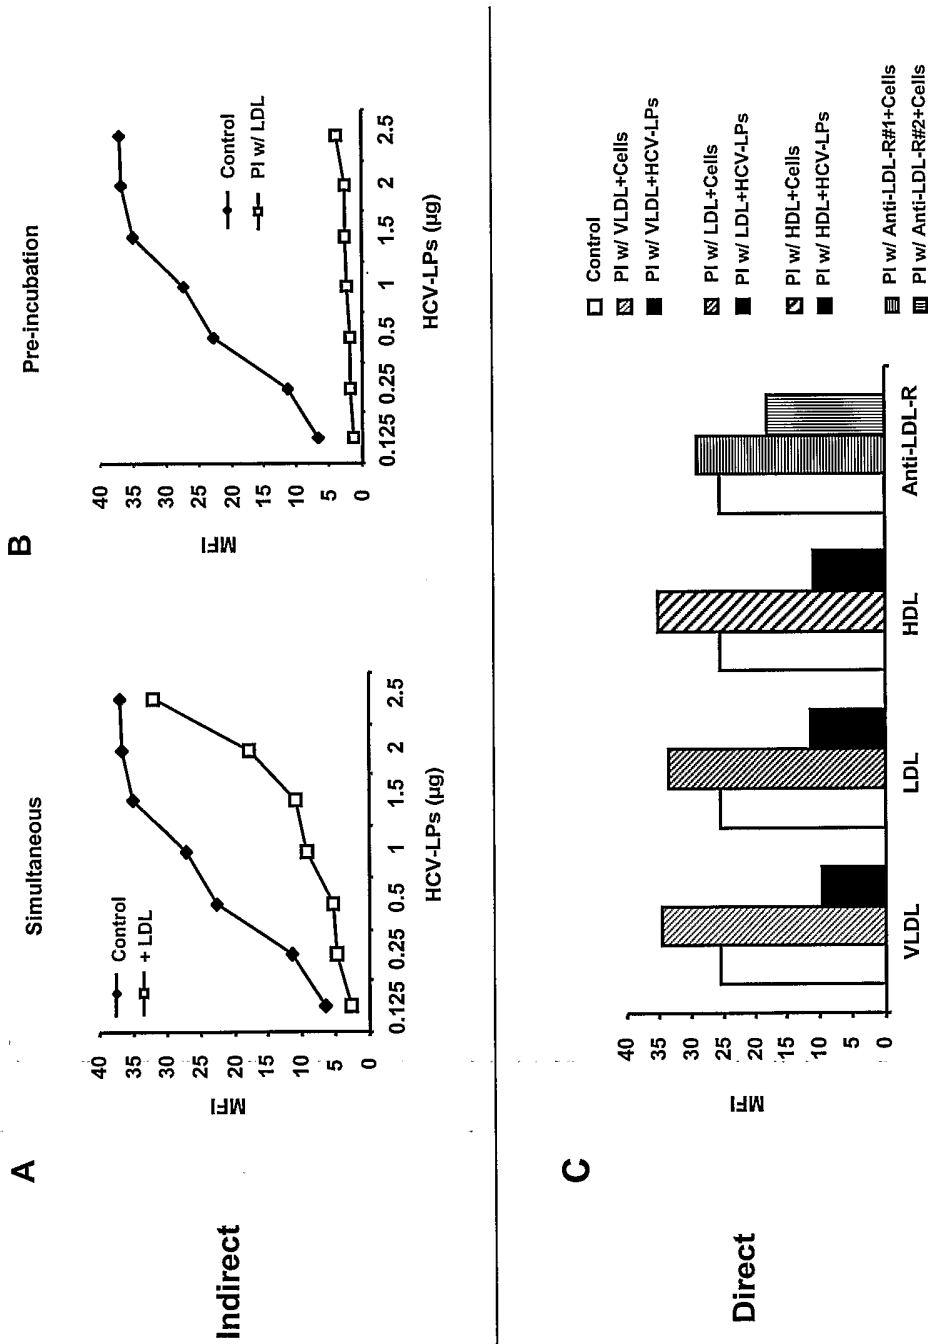 Indirect
A
Simultaneous
Control
+ LDL
MFI
40
35
30
25
20
15
10
5
0
0.125 0.25 0.5 1 1.5 2 2.5
HCV-LPs (μg)
B
Pre-incubation
Control
PI w/ LDL
MFI
40
35
30
25
20
15
10
5
0
0.125 0.25 0.5 1 1.5 2 2.5
HCV-LPs (μg)
Direct
C
MFI
40
35
30
25
20
15
10
5
0
VLDL LDL HDL Anti-LDL-R
Control
PI w/ VLDL+Cells
PI w/ VLDL+HCV-LPs
PI w/ LDL+Cells
PI w/ LDL+HCV-LPs
PI w/ HDL+Cells
PI w/ HDL+HCV-LPs
PI w/ Anti-LDL-R#1+Cells
PI w/ Anti-LDL-R#2+Cells